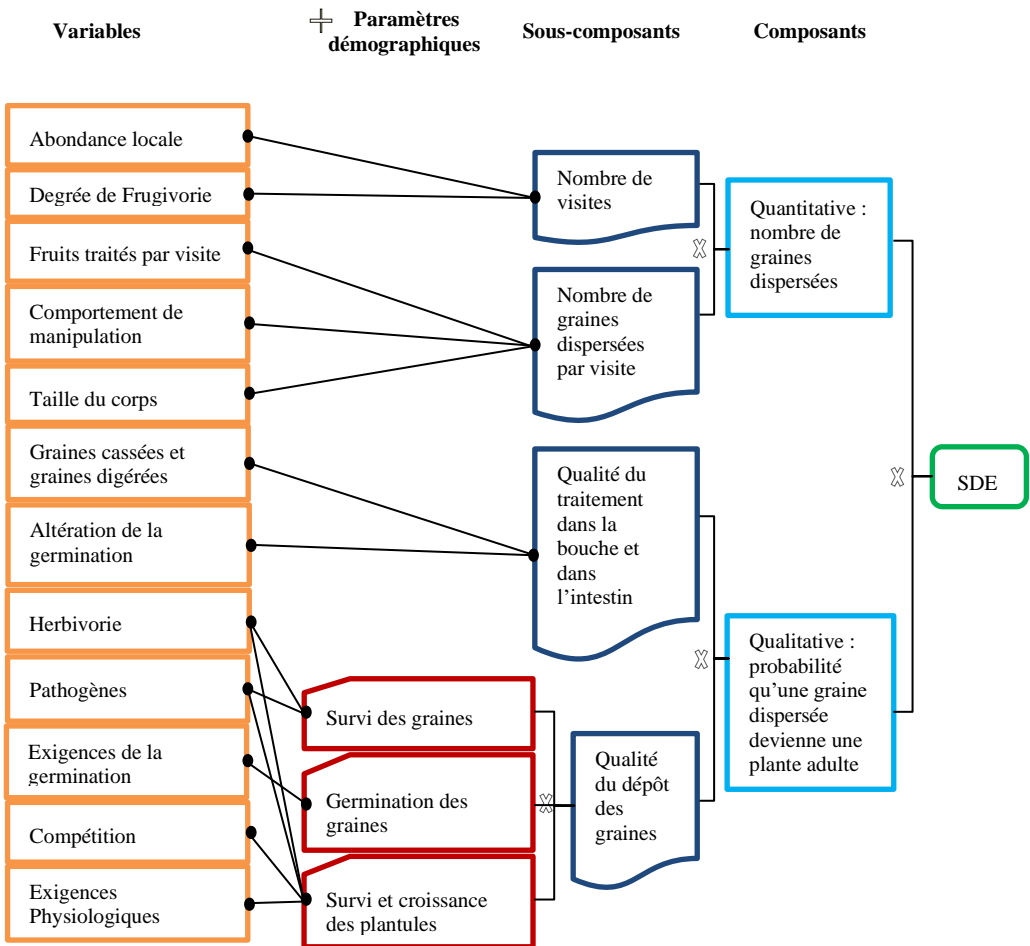 Variables
Paramètres
démographiques
Sous-composants
Composants
Abondance locale
Degrée de Frugivorie
Fruits traités par visite
Comportement de
manipulation
Taille du corps
Graines cassées et
graines digérées
Altération de la
germination
Herbivorie
Pathogènes
Exigences de la
germination
Compétition
Exigences
Physiologiques
Survi des graines
Germination des
graines
Survi et croissance
des plantules
Nombre de
visites
Nombre de
graines
dispersées
par visite
Qualité du
traitement
dans la
bouche et
dans
l’intestin
Qualité
du dépôt
des
graines
Quantitative :
nombre de
graines
dispersées
Qualitative :
probabilité
qu’une graine
dispersée
devienne une
plante adulte
SDE